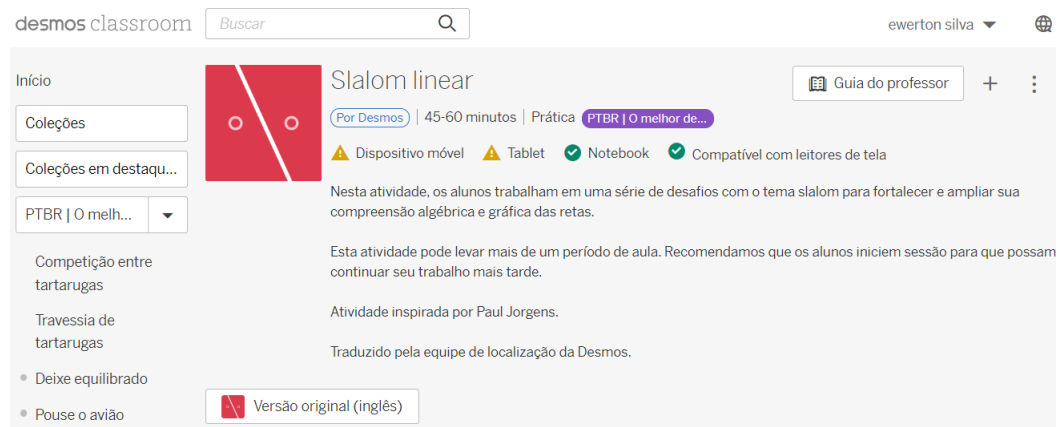 desmos classroom
Buscar
ewerton silva
Início
Coleções
Coleções em destaqu...
PTBR | O melh...
Competição entre
tartarugas
Travessia de
tartarugas
Deixe equilibrado
Pouse o avião
Slalom linear
Guia do professor
Por Desmos
45-60 minutos
Prática
PTBR | O melhor de...
Dispositivo móvel
Tablet
Notebook
Compatível com leitores de tela
Nesta atividade, os alunos trabalham em uma série de desafios com o tema slalom para fortalecer e ampliar sua
compreensão algébrica e gráfica das retas.
Esta atividade pode levar mais de um período de aula. Recomendamos que os alunos iniciem sessão para que possam
continuar seu trabalho mais tarde.
Atividade inspirada por Paul Jorgens.
Traduzido pela equipe de localização da Desmos.
Versão original (inglês)